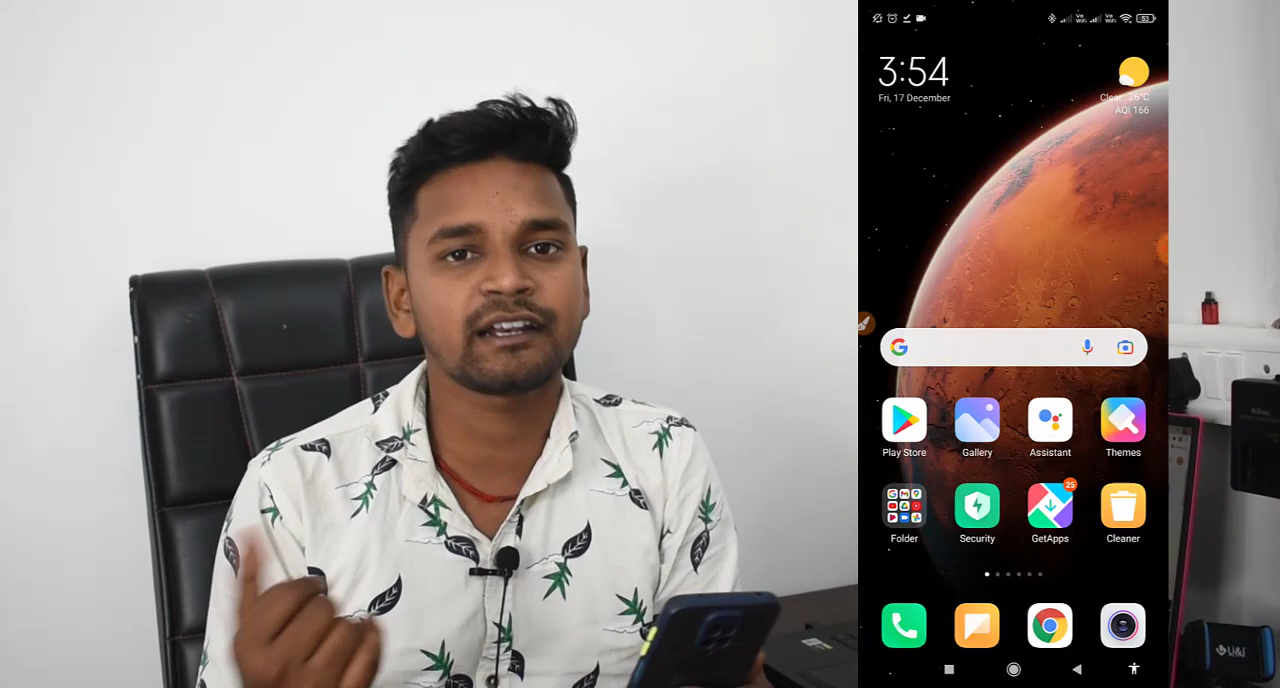 53
3:54
Fri, 17 December
Clear 26°C
AQI 166
Play Store
Gallery
Assistant
Themes
25
Folder
Security
GetApps
Cleaner
U&i